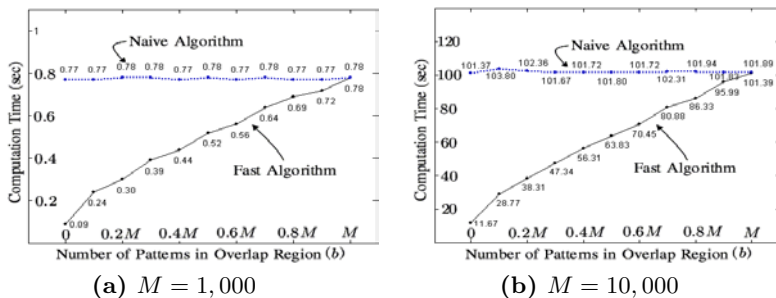 1
Naive Algorithm
0.77 0.77 0.78 0.78 0.77 0.77 0.77 0.78 0.77 0.77 0.78
0.8
0.78
0.72
0.69
0.64
0.6
0.56
0.52
0.44
0.4
0.39
0.30
0.24
0.2
0.09
Fast Algorithm
Computation Time (sec)
0 0.2M 0.4M 0.6M 0.8M M
Number of Patterns in Overlap Region (b)
(a) M = 1,000
120
Naive Algorithm
101.37 103.80 102.36 101.67 101.72 101.80 101.72 102.31 101.94 101.83 101.89
100
101.39
95.99
86.33
80.88
80
70.45
63.83
60
56.31
47.34
40
38.31
28.77
20
11.67
Fast Algorithm
Computation Time (sec)
0 0.2M 0.4M 0.6M 0.8M M
Number of Patterns in Overlap Region (b)
(b) M = 10,000